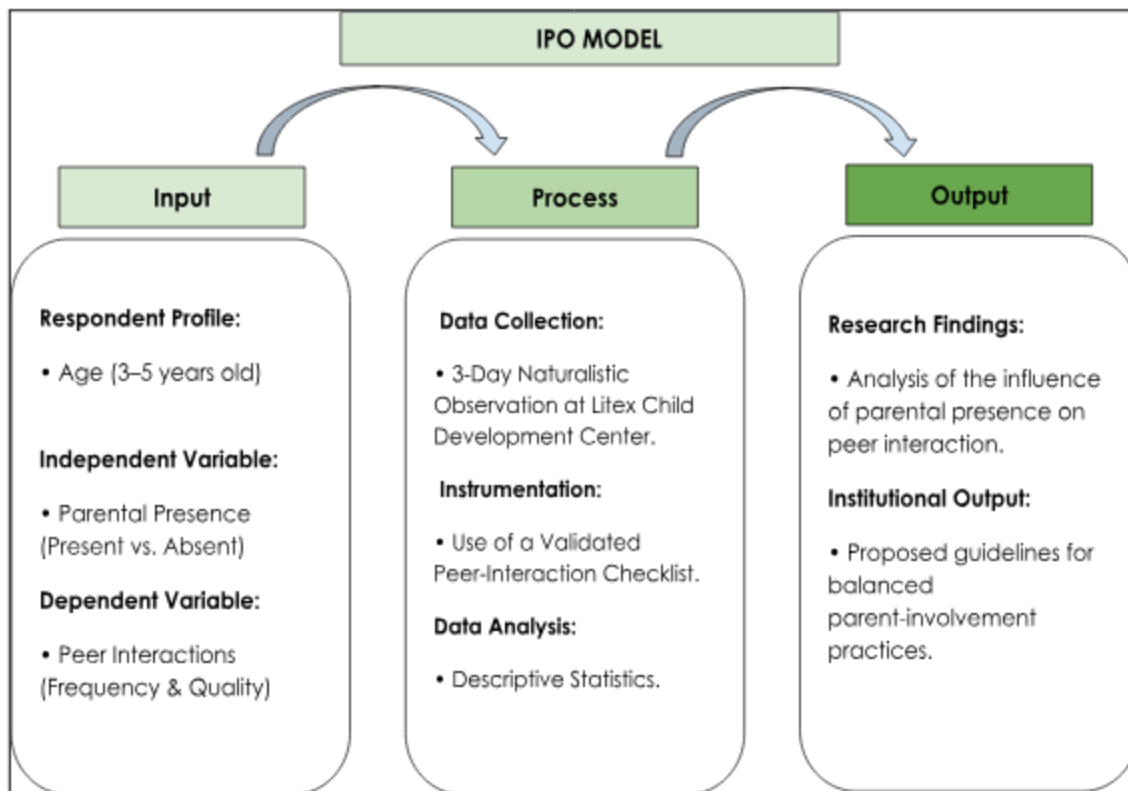 IPO MODEL
Input
Process
Output
Respondent Profile:
• Age (3–5 years old)
Independent Variable:
• Parental Presence
(Present vs. Absent)
Dependent Variable:
• Peer Interactions
(Frequency & Quality)
Data Collection:
• 3-Day Naturalistic
Observation at Litex Child
Development Center.
Instrumentation:
• Use of a Validated
Peer-Interaction Checklist.
Data Analysis:
• Descriptive Statistics.
Research Findings:
• Analysis of the influence
of parental presence on
peer interaction.
Institutional Output:
• Proposed guidelines for
balanced
parent-involvement
practices.